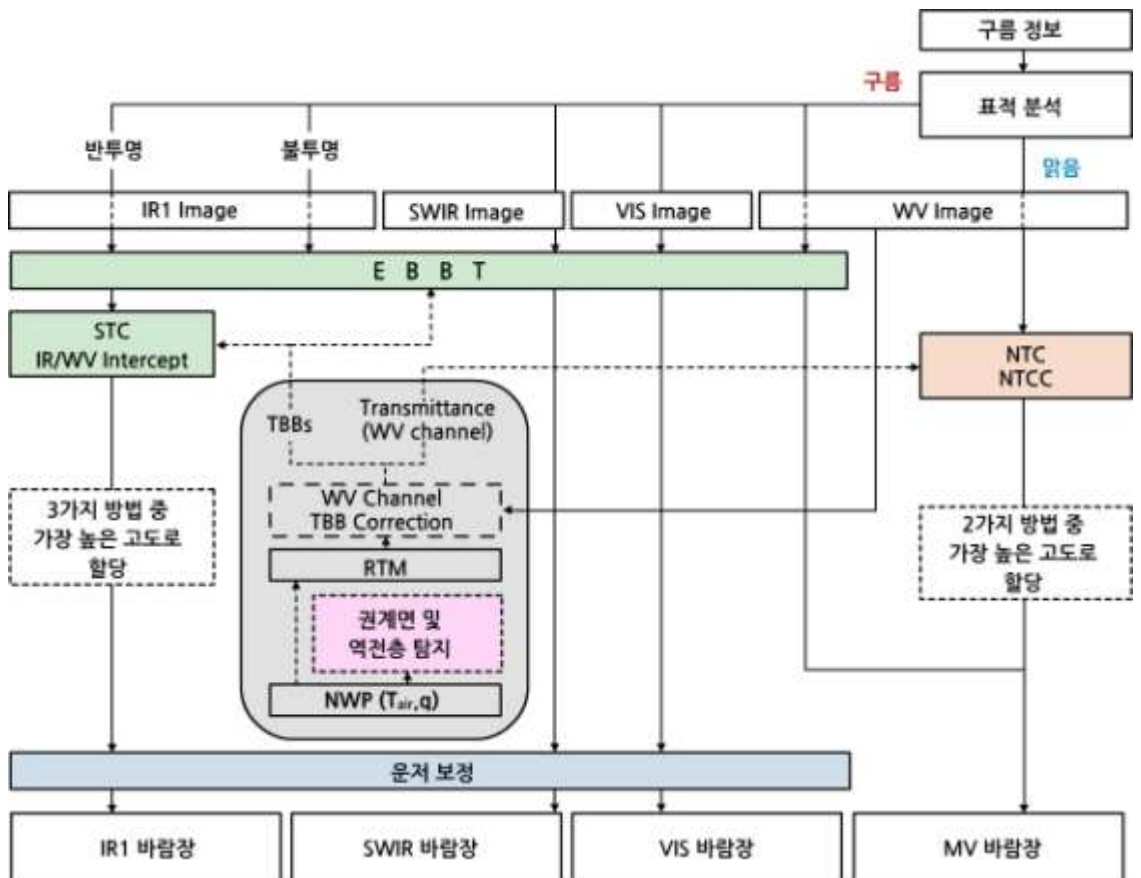 구름 정보
구름
표적 분석
반투명
불투명
맑음
IR1 Image
SWIR Image
VIS Image
WV Image
E B B T
STC
IR/WV Intercept
NTC
NTCC
TBBs
Transmittance
(WV channel)
WV Channel
TBB Correction
3가지 방법 중
가장 높은 고도로
할당
2가지 방법 중
가장 높은 고도로
할당
RTM
권계면 및
역전층 탐지
NWP (Tair,q)
운저 보정
IR1 바람장
SWIR 바람장
VIS 바람장
MV 바람장